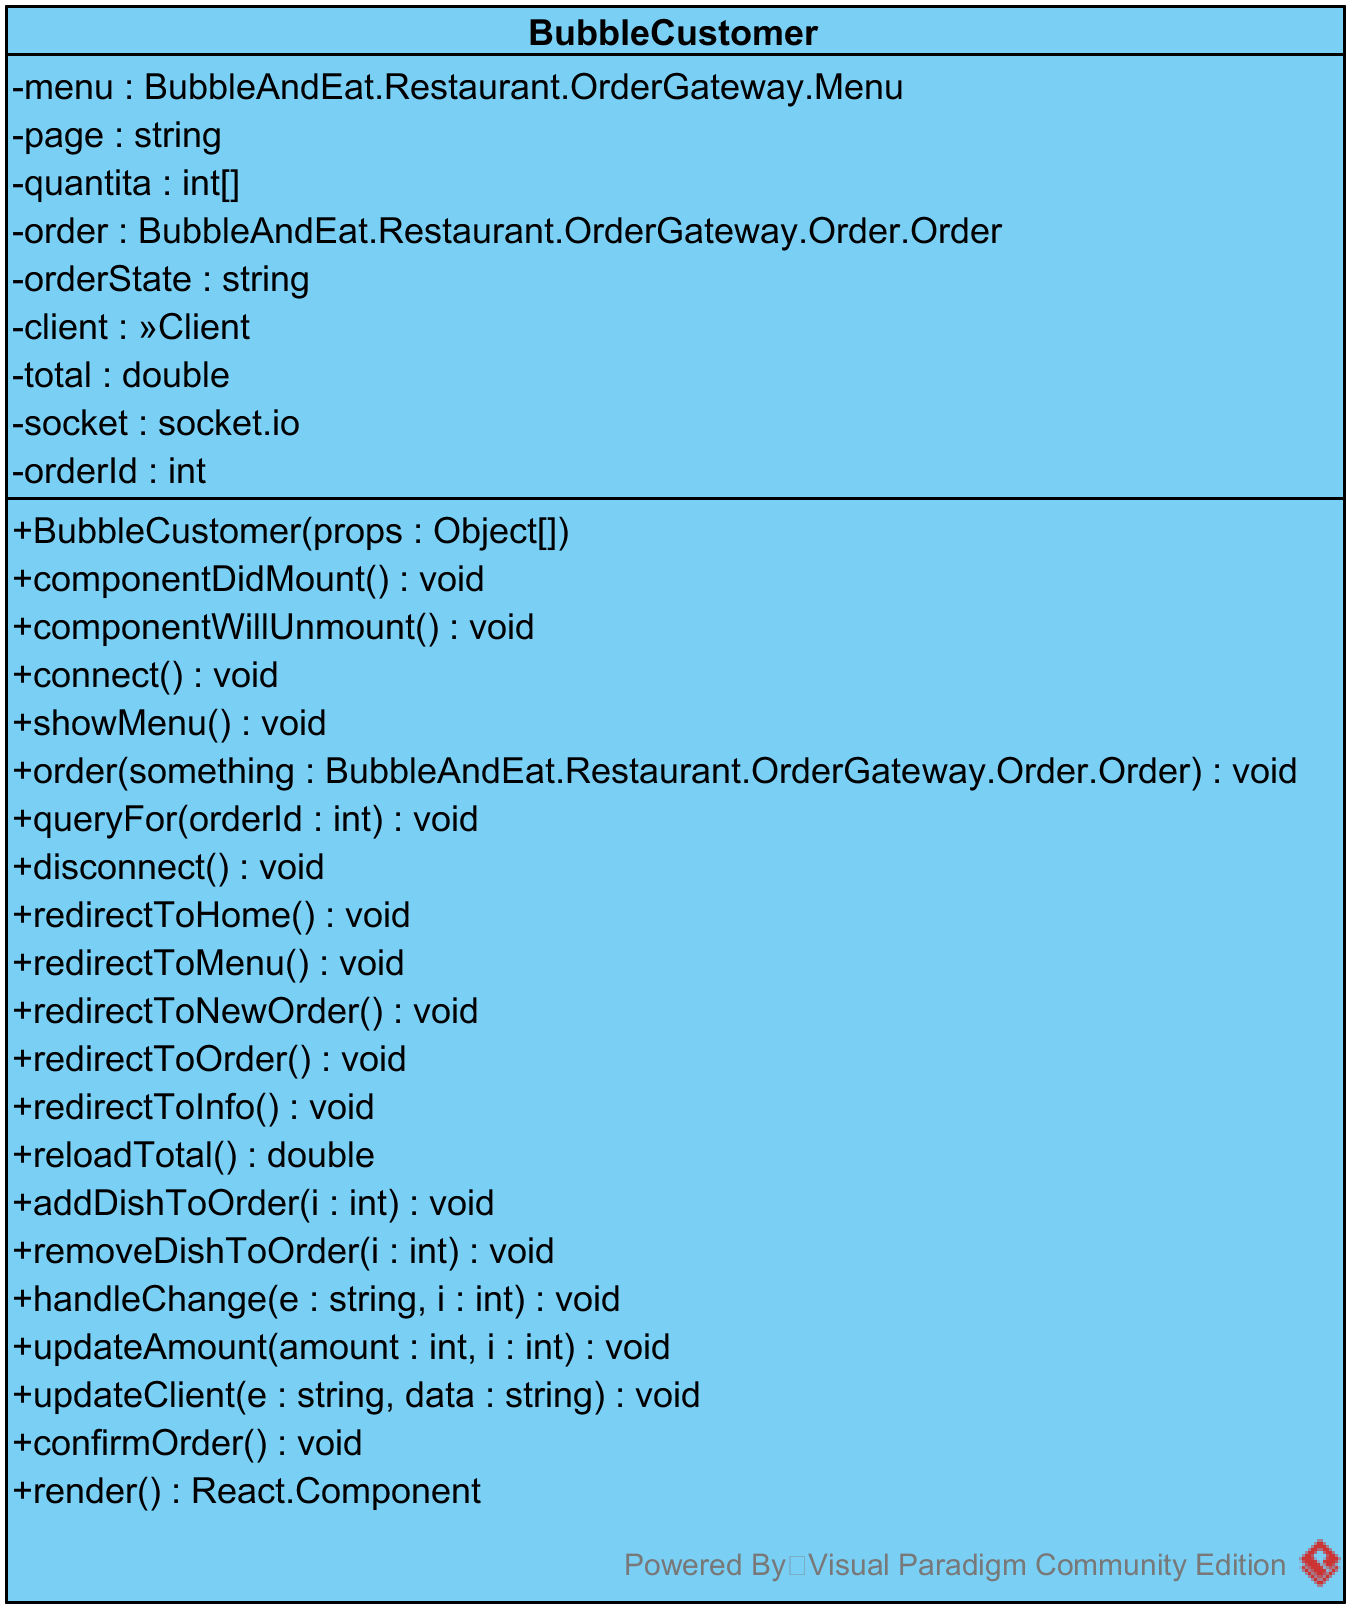 BubbleCustomer
-menu : BubbleAndEat.Restaurant.OrderGateway.Menu
-page : string
-quantita : int[]
-order : BubbleAndEat.Restaurant.OrderGateway.Order.Order
-orderState : string
-client : »Client
-total : double
-socket : socket.io
-orderId : int
+BubbleCustomer(props : Object[])
+componentDidMount() : void
+componentWillUnmount() : void
+connect() : void
+showMenu() : void
+order(something : BubbleAndEat.Restaurant.OrderGateway.Order.Order) : void
+queryFor(orderId : int) : void
+disconnect() : void
+redirectToHome() : void
+redirectToMenu() : void
+redirectToNewOrder() : void
+redirectToOrder() : void
+redirectToInfo() : void
+reloadTotal() : double
+addDishToOrder(i : int) : void
+removeDishToOrder(i : int) : void
+handleChange(e : string, i : int) : void
+updateAmount(amount : int, i : int) : void
+updateClient(e : string, data : string) : void
+confirmOrder() : void
+render() : React.Component
Powered By□Visual Paradigm Community Edition